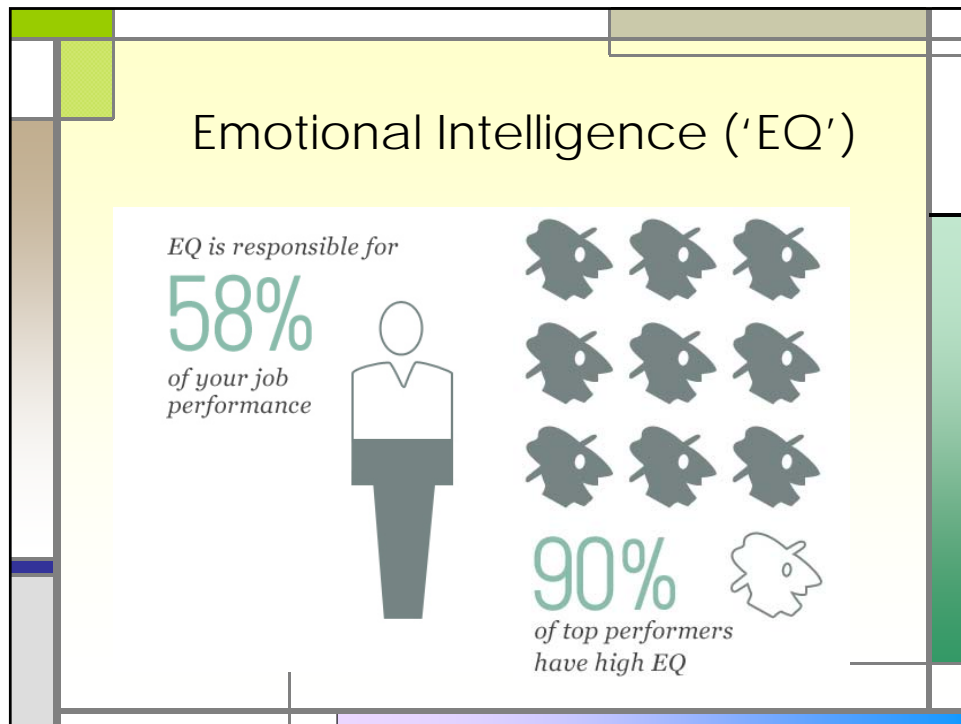 Emotional Intelligence (‘EQ’)
EQ is responsible for
58%
of your job
performance
90%
of top performers
have high EQ